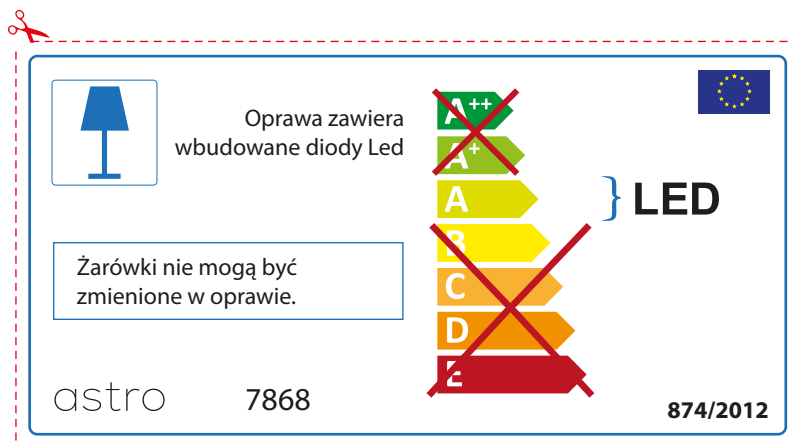 Oprawa zawiera
wbudowane diody Led
A++
A+
A
B
C
D
E
LED
Żarówki nie mogą być
zmienione w oprawie.
astro
7868
874/2012